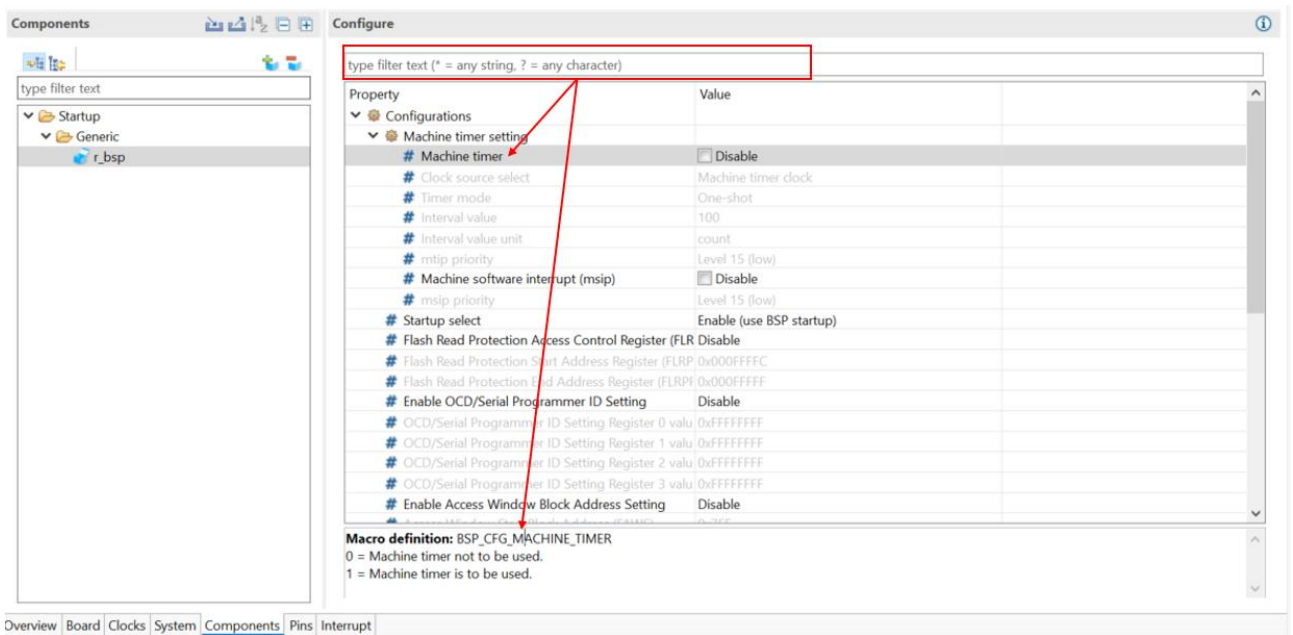 Components
type filter text
Startup
Generic
r_bsp
Configure
type filter text (* = any string, ? = any character)
Property Value
Configurations
Machine timer setting
# Machine timer Disable
# Clock source select Machine timer clock
# Timer mode One-shot
# Interval value 100
# Interval value unit count
# mtip priority Level 15 (low)
# Machine software interrupt (msip) Disable
# msip priority Level 15 (low)
# Startup select Enable (use BSP startup)
# Flash Read Protection Access Control Register (FLR Disable
# Flash Read Protection Start Address Register (FLRP 0x000FFFFC
# Flash Read Protection End Address Register (FLRPE 0x000FFFFF
# Enable OCD/Serial Programmer ID Setting Disable
# OCD/Serial Programmer ID Setting Register 0 valu 0xFFFFFFFF
# OCD/Serial Programmer ID Setting Register 1 valu 0xFFFFFFFF
# OCD/Serial Programmer ID Setting Register 2 valu 0xFFFFFFFF
# OCD/Serial Programmer ID Setting Register 3 valu 0xFFFFFFFF
# Enable Access Window Block Address Setting Disable
Macro definition: BSP_CFG_MACHINE_TIMER
0 = Machine timer not to be used.
1 = Machine timer is to be used.
Overview Board Clocks System Components Pins Interrupt